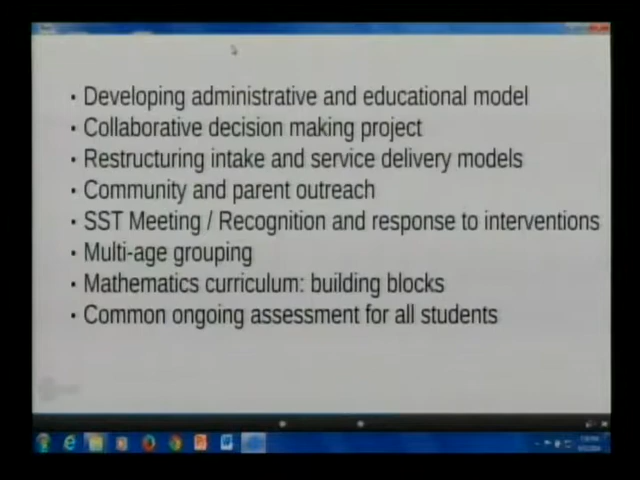 • Developing administrative and educational model
• Collaborative decision making project
• Restructuring intake and service delivery models
• Community and parent outreach
• SST Meeting / Recognition and response to interventions
• Multi-age grouping
• Mathematics curriculum: building blocks
• Common ongoing assessment for all students